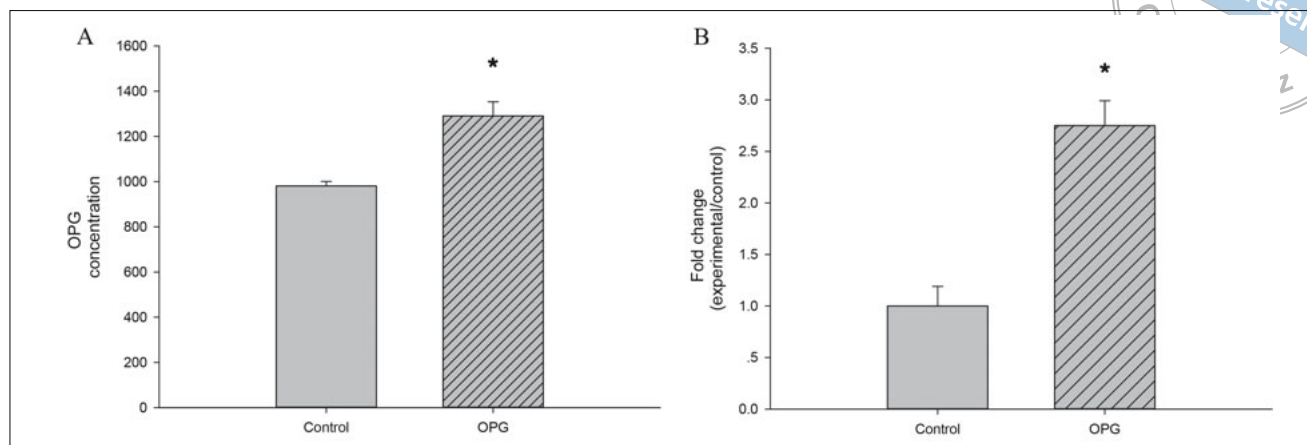 A
1600
1400
1200
1000
800
600
400
200
0
OPG
concentration
*
Control
OPG
B
3.5
3.0
2.5
2.0
1.5
1.0
.5
0.0
Fold change
(experimental/control)
*
Control
OPG